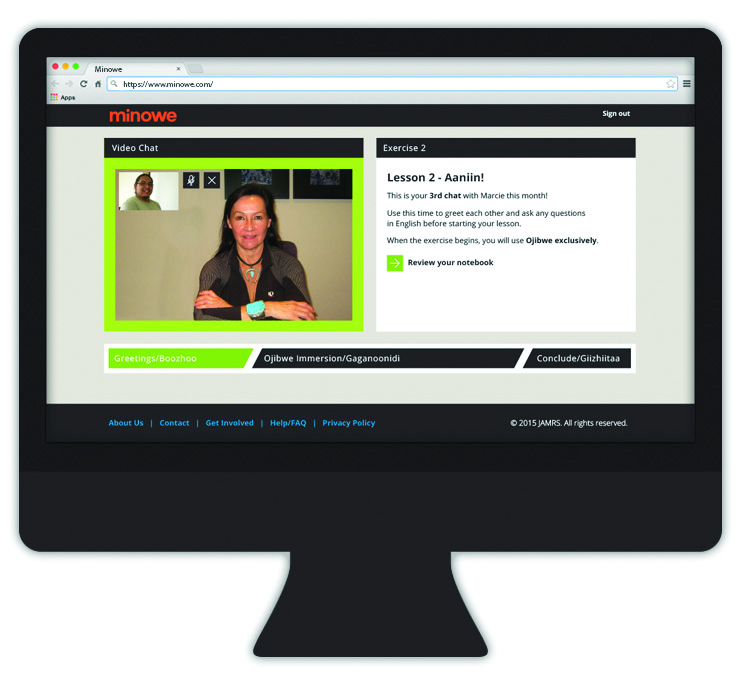 Minowe
https://www.minowe.com/
Apps
minowe
Sign out
Video Chat
Exercise 2
Lesson 2 - Aaniin!
This is your 3rd chat with Marcie this month!
Use this time to greet each other and ask any questions
in English before starting your lesson.
When the exercise begins, you will use Ojibwe exclusively.
Review your notebook
Greetings/Boozhoo
Ojibwe Immersion/Gaganoonidi
Conclude/Giizhiitaa
About Us | Contact | Get Involved | Help/FAQ | Privacy Policy
© 2015 JAMRS. All rights reserved.